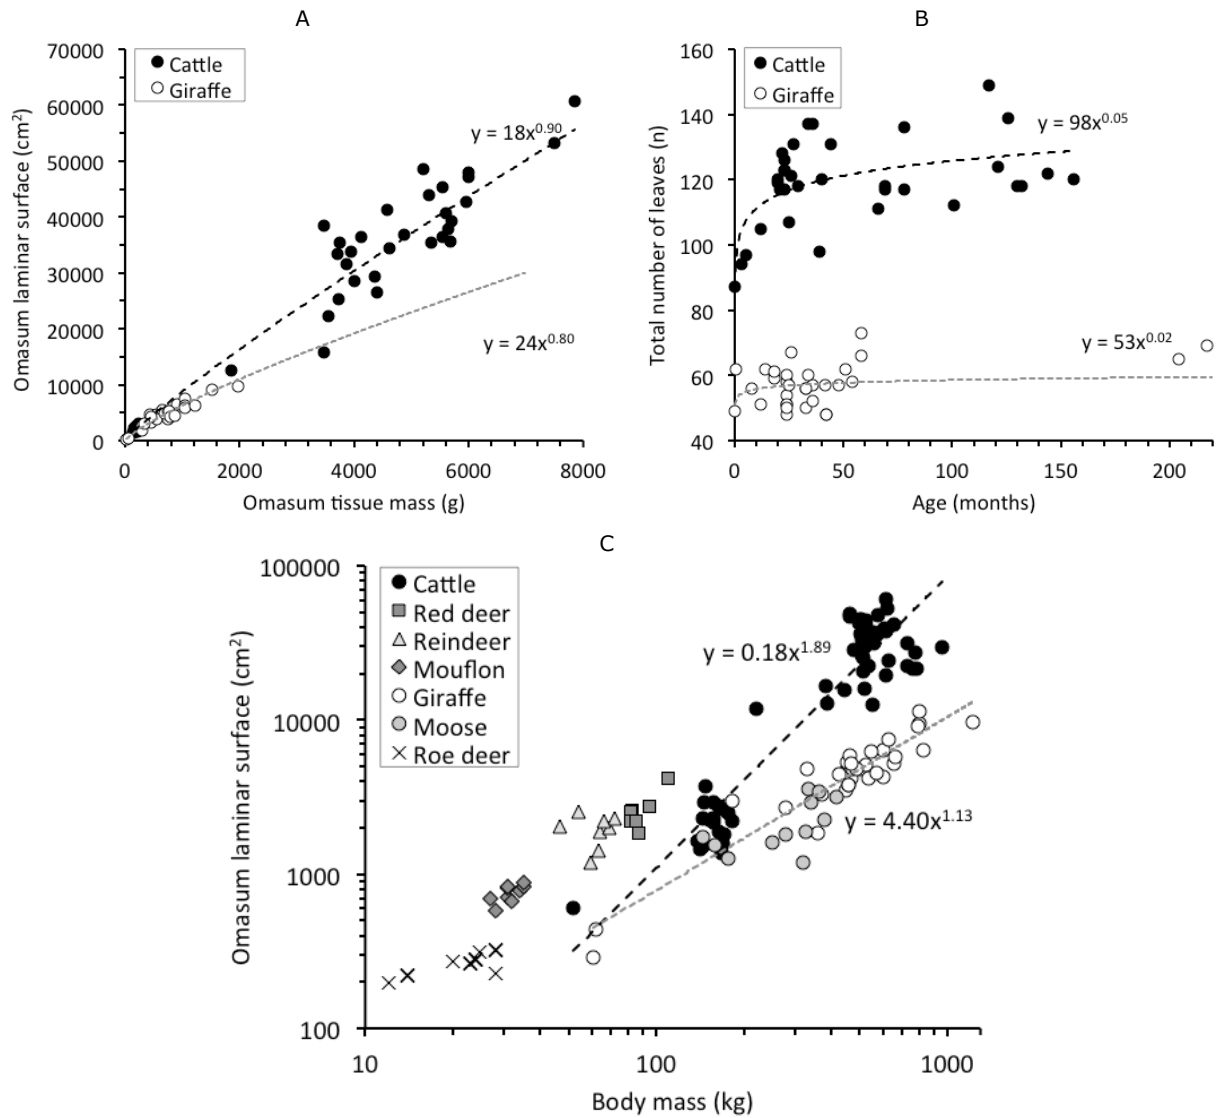 A
B
70000
60000
50000
40000
30000
20000
10000
0
Omasum laminar surface (cm²)
Cattle
Giraffe
y = 18x^0.90
y = 24x^0.80
0 2000 4000 6000 8000
Omasum tissue mass (g)
160
140
120
100
80
60
40
Total number of leaves (n)
Cattle
Giraffe
y = 98x^0.05
y = 53x^0.02
0 50 100 150 200
Age (months)
C
100000
10000
1000
100
Omasum laminar surface (cm²)
Cattle
Red deer
Reindeer
Mouflon
Giraffe
Moose
Roe deer
y = 0.18x^1.89
y = 4.40x^1.13
10 100 1000
Body mass (kg)